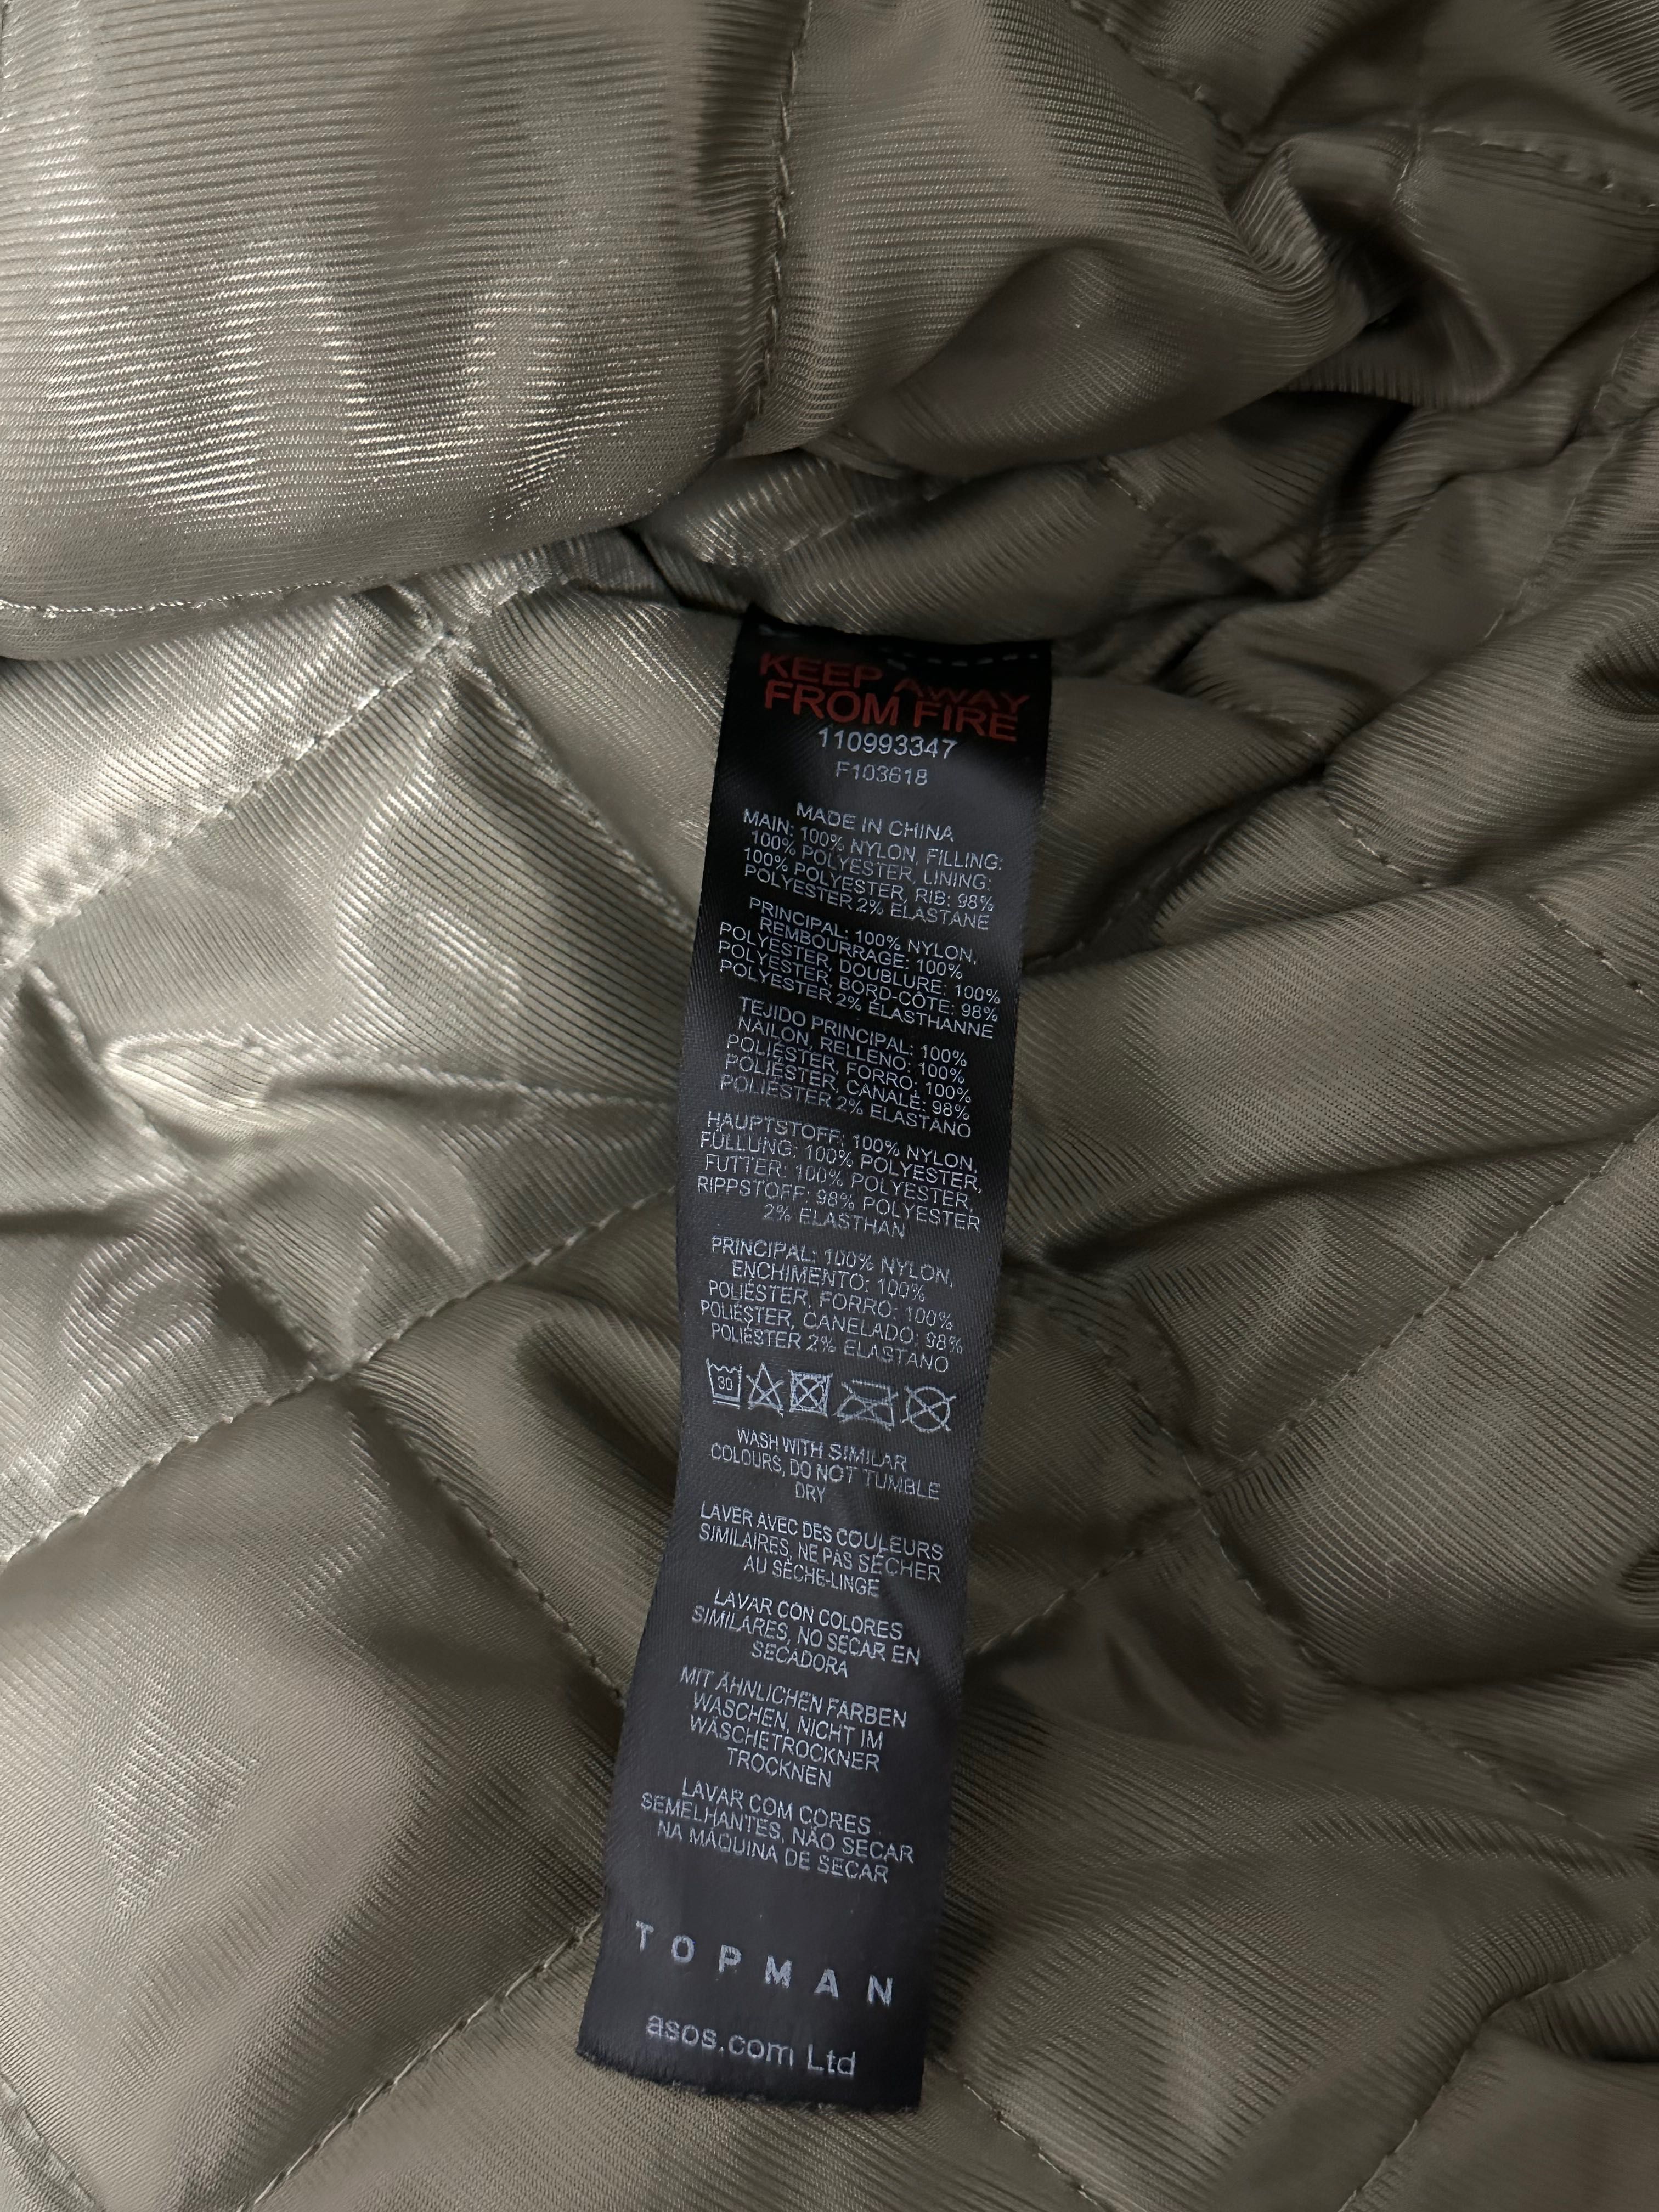 KEEP AWAY
FROM FIRE
110993347
F103618
MADE IN CHINA
MAIN: 100% NYLON, FILLING:
100% POLYESTER, LINING:
100% POLYESTER, RIB: 98%
POLYESTER 2% ELASTANE
PRINCIPAL: 100% NYLON,
REMBOURRAGE: 100%
POLYESTER, DOUBLURE: 100%
POLYESTER, BORD-CÔTE: 98%
POLYESTER 2% ÉLASTHANNE
TEJIDO PRINCIPAL: 100%
NAILON, RELLENO: 100%
POLIÉSTER, FORRO: 100%
POLIÉSTER, CANALÉ: 98%
POLIÉSTER 2% ELASTANO
HAUPTSTOFF: 100% NYLON,
FÜLLUNG: 100% POLYESTER,
FUTTER: 100% POLYESTER,
RIPPSTOFF: 98% POLYESTER
2% ELASTHAN
PRINCIPAL: 100% NYLON,
ENCHIMENTO: 100%
POLIÉSTER, FORRO: 100%
POLIÉSTER, CANELADO: 98%
POLIÉSTER 2% ELASTANO
30
WASH WITH SIMILAR
COLOURS, DO NOT TUMBLE
DRY
LAVER AVEC DES COULEURS
SIMILAIRES, NE PAS SÉCHER
AU SÈCHE-LINGE
LAVAR CON COLORES
SIMILARES, NO SECAR EN
SECADORA
MIT ÄHNLICHEN FARBEN
WASCHEN, NICHT IM
WÄSCHETROCKNER
TROCKNEN
LAVAR COM CORES
SEMELHANTES, NÃO SECAR
NA MÁQUINA DE SECAR
TOPMAN
asos.com Ltd